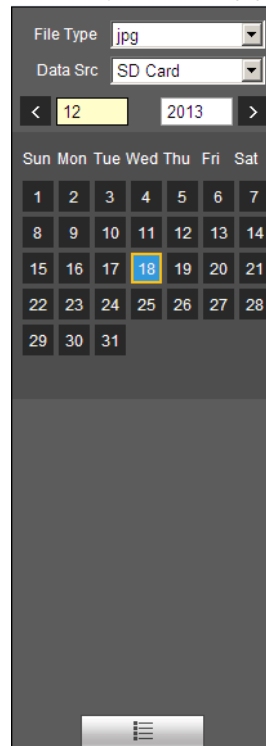 File Type jpg
Data Src SD Card
< 12 2013 >
Sun Mon Tue Wed Thu Fri Sat
1 2 3 4 5 6 7
8 9 10 11 12 13 14
15 16 17 18 19 20 21
22 23 24 25 26 27 28
29 30 31